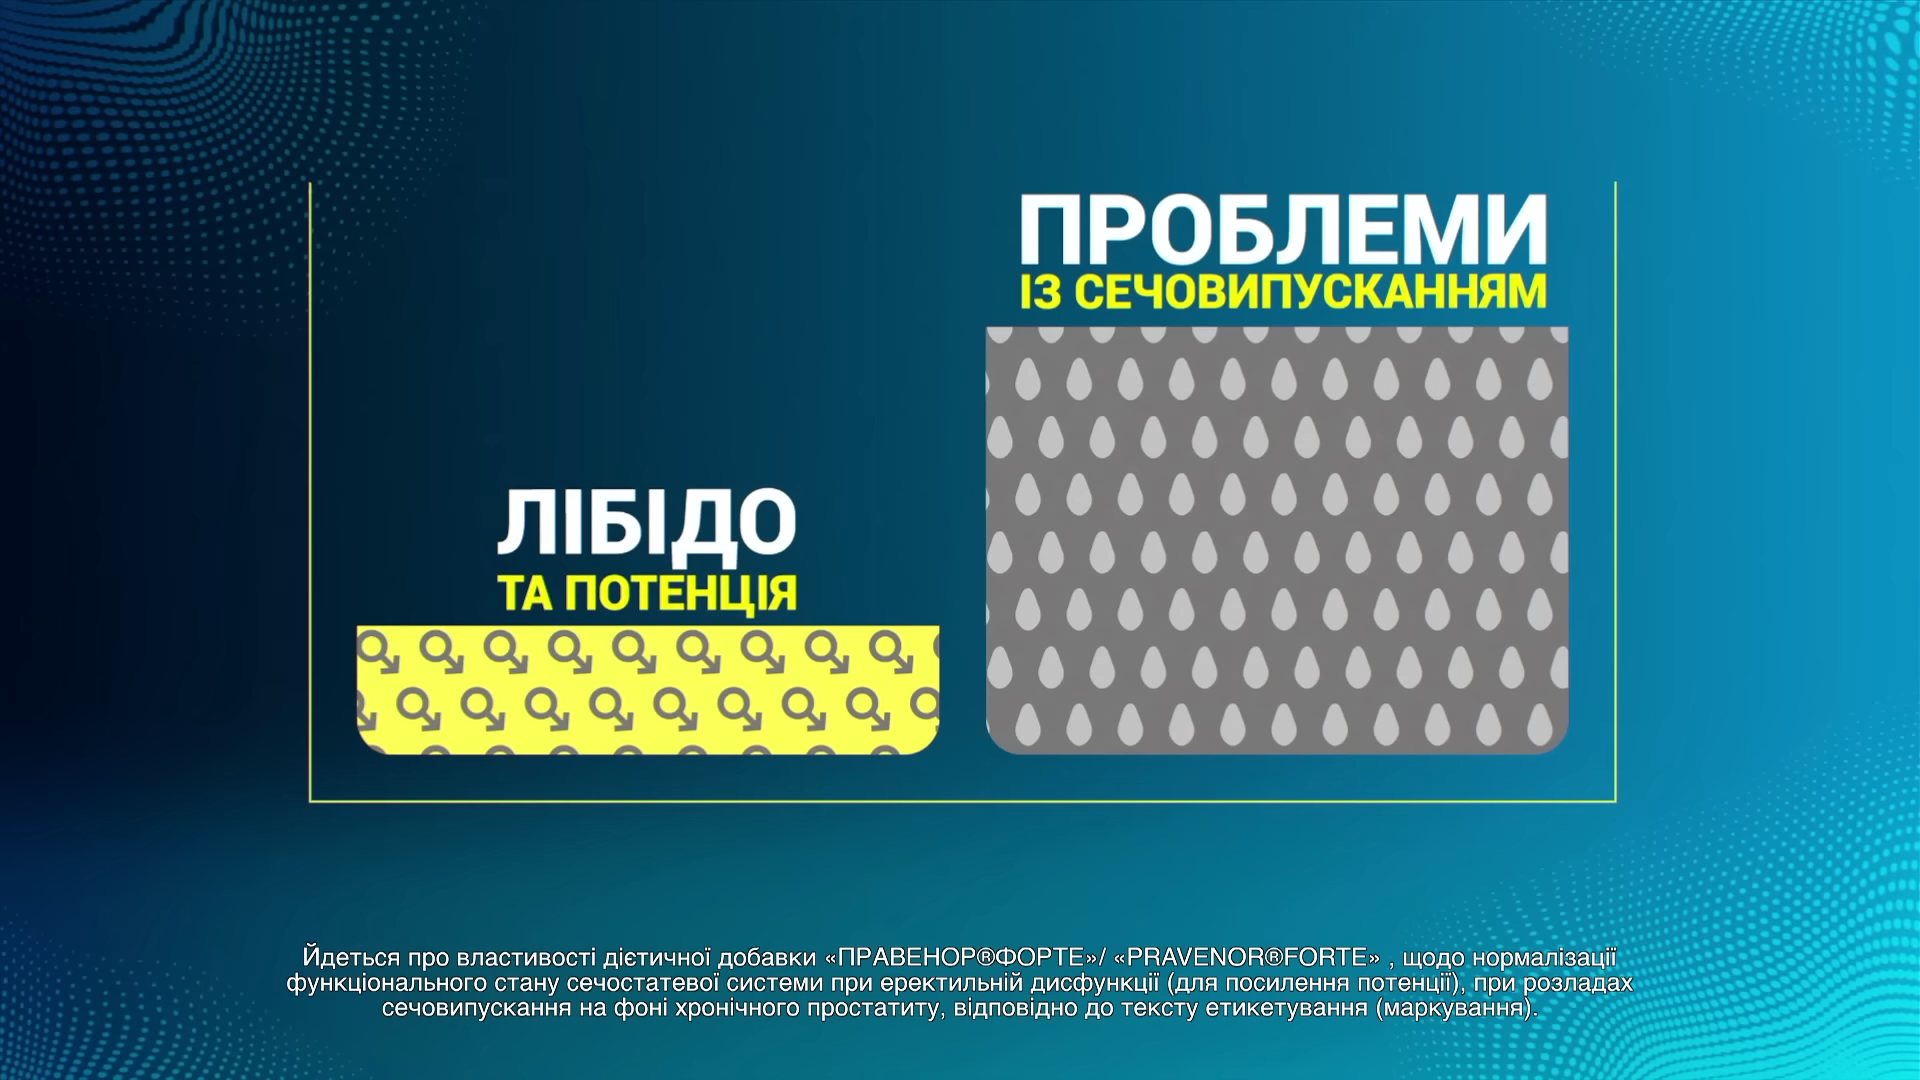 ПРОБЛЕМИ
ІЗ СЕЧОВИПУСКАННЯМ
ЛІБІДО
ТА ПОТЕНЦІЯ
Йдеться про властивості дієтичної добавки «ПРАВЕНОР®ФОРТЕ»/ «PRAVENOR®FORTE» , щодо нормалізації
функціонального стану сечостатевої системи при еректильній дисфункції (для посилення потенції), при розладах
сечовипускання на фоні хронічного простатиту, відповідно до тексту етикетування (маркування).